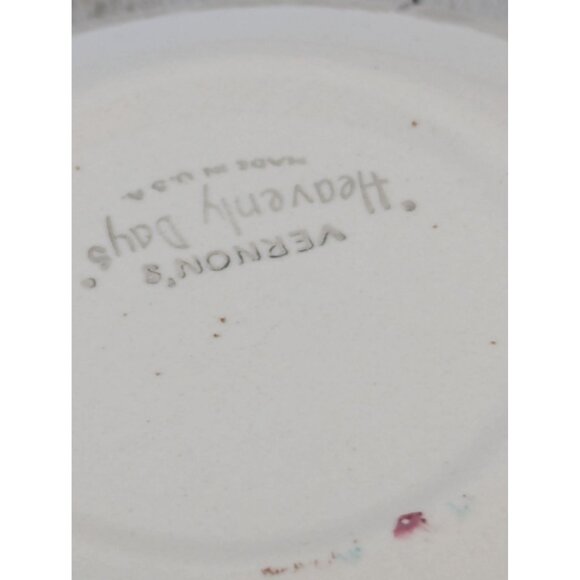 VERNON'S
"Heavenly Days"
MADE IN U.S.A